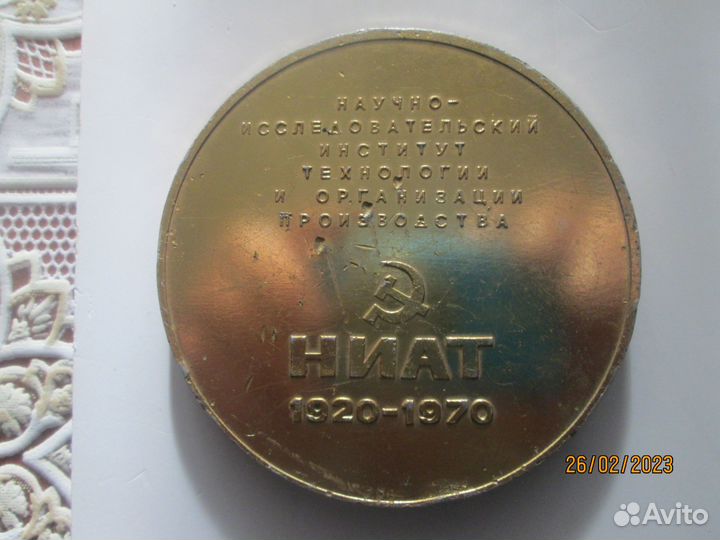 НАУЧНО-
ИССЛЕДОВАТЕЛЬСКИЙ
ИНСТИТУТ
ТЕХНОЛОГИИ
И ОРГАНИЗАЦИИ
ПРОИЗВОДСТВА
НИАТ
1920-1970
26/02/2023
Avito